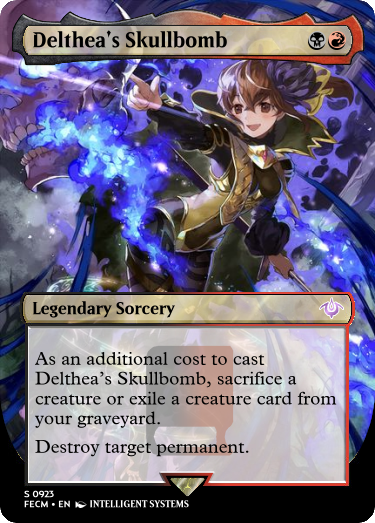 Delthea's Skullbomb
Legendary Sorcery
As an additional cost to cast
Delthea's Skullbomb, sacrifice a
creature or exile a creature card from
your graveyard.
Destroy target permanent.
S 0923
FECM • EN INTELLIGENT SYSTEMS